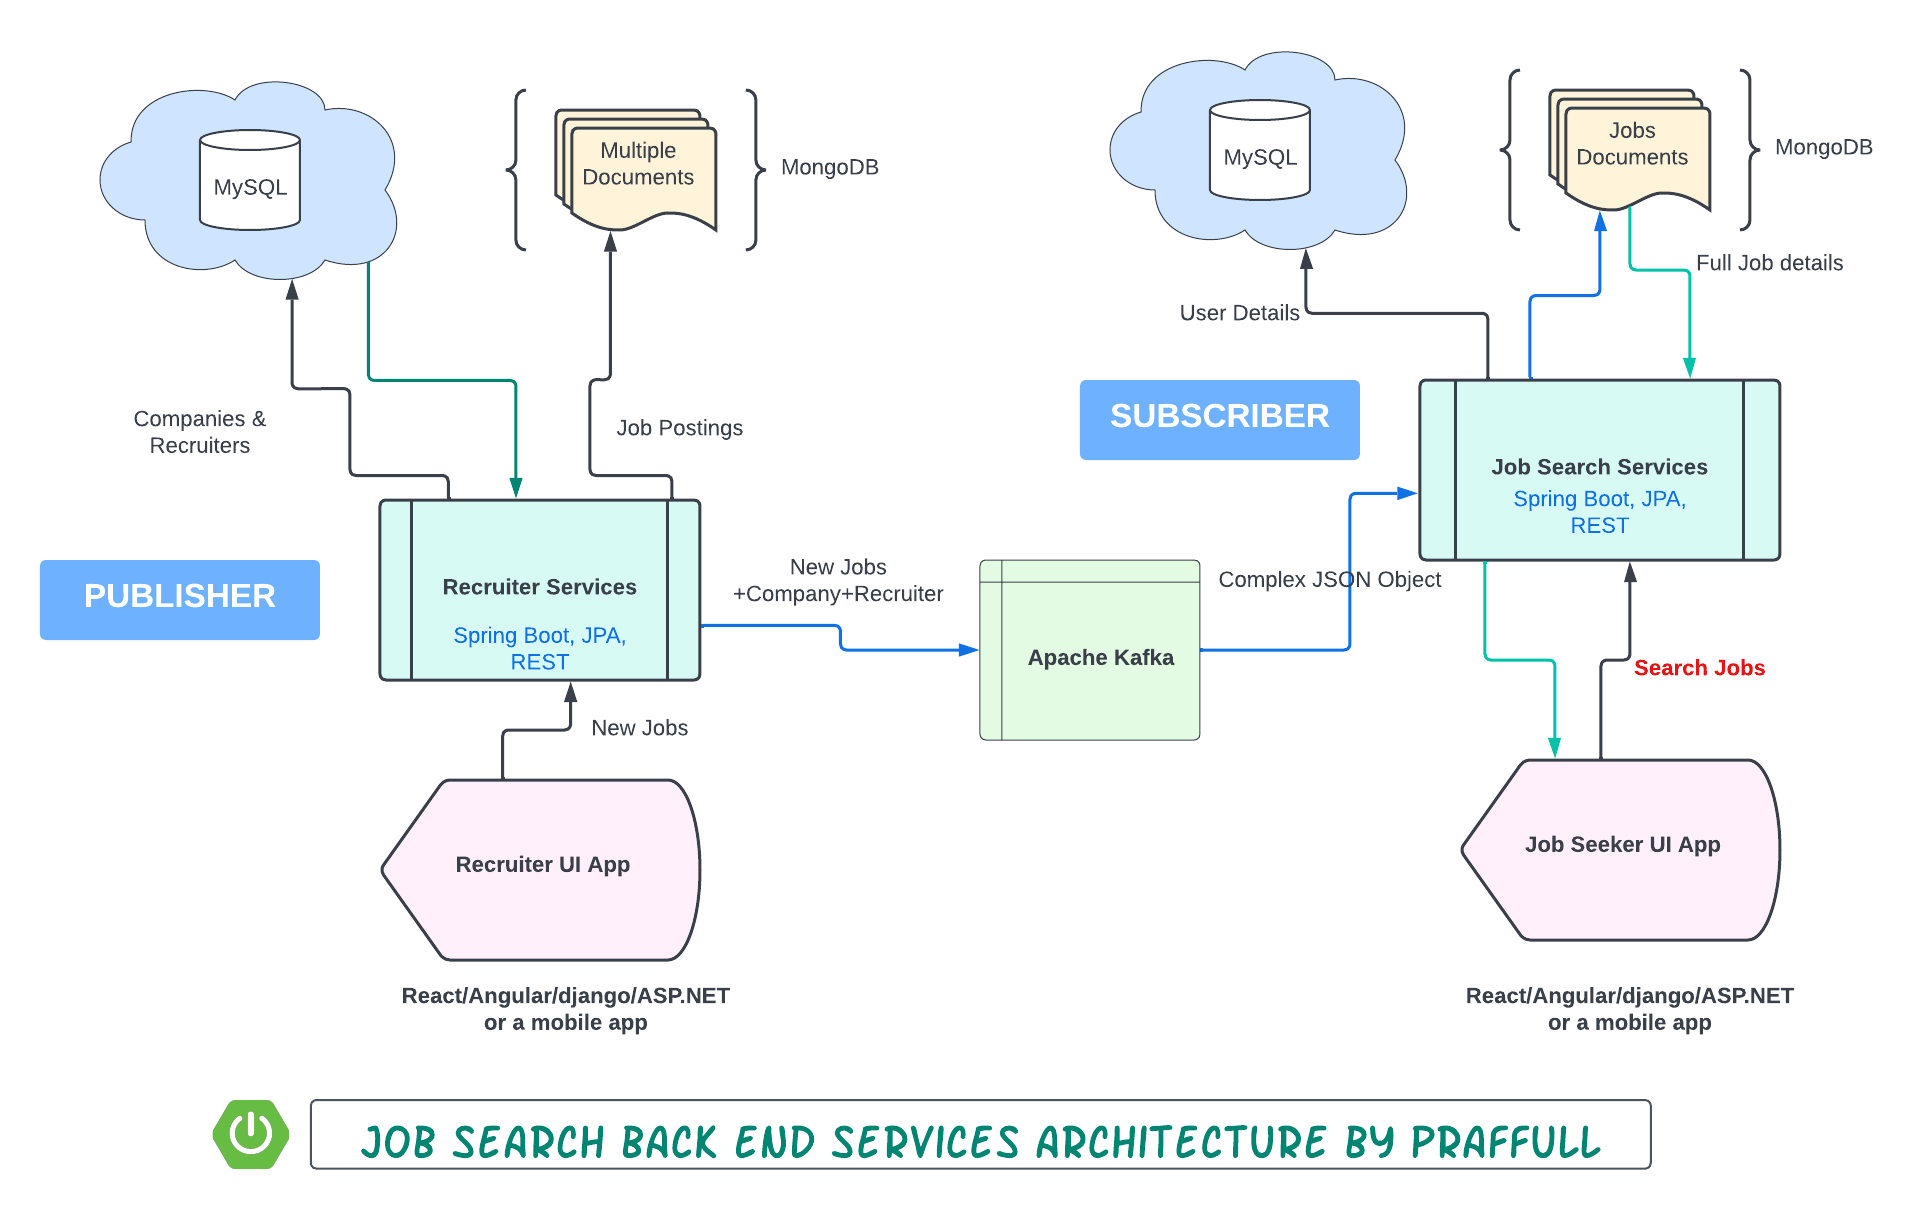 MySQL
Multiple
Documents
MongoDB
MySQL
Jobs
Documents
MongoDB
Full Job details
User Details
Companies &
Recruiters
Job Postings
SUBSCRIBER
Job Search Services
Spring Boot, JPA,
REST
PUBLISHER
Recruiter Services
Spring Boot, JPA,
REST
New Jobs
+Company+Recruiter
Apache Kafka
Complex JSON Object
Search Jobs
New Jobs
Recruiter UI App
Job Seeker UI App
React/Angular/django/ASP.NET
or a mobile app
React/Angular/django/ASP.NET
or a mobile app
JOB SEARCH BACK END SERVICES ARCHITECTURE BY PRAFFULL